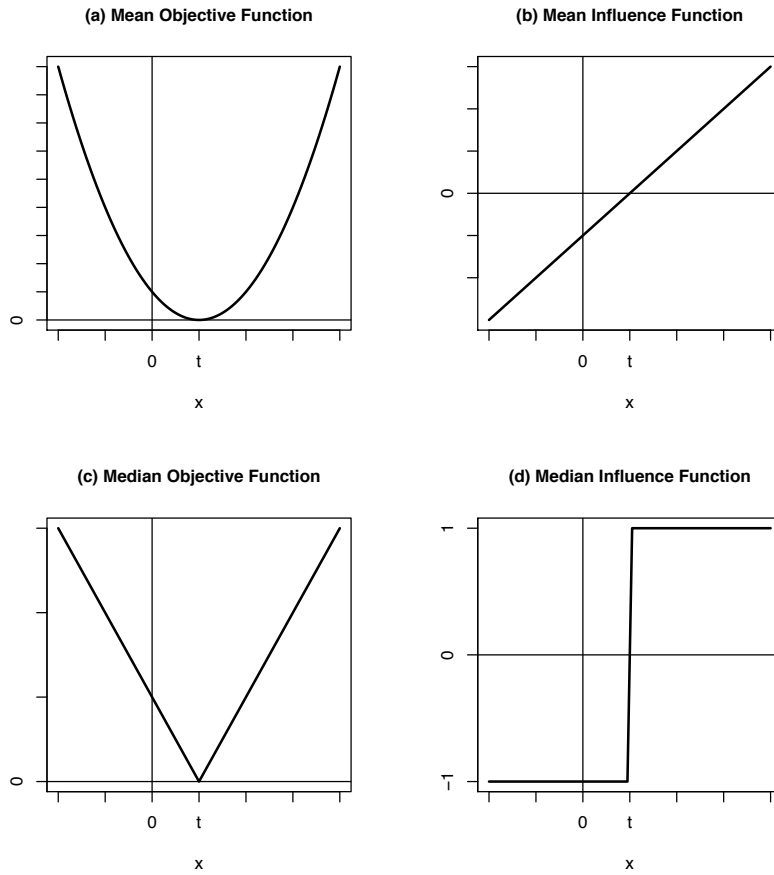 (a) Mean Objective Function
0
0 t
x
(b) Mean Influence Function
0
0 t
x
(c) Median Objective Function
0
0 t
x
(d) Median Influence Function
1
0
−1
0 t
x